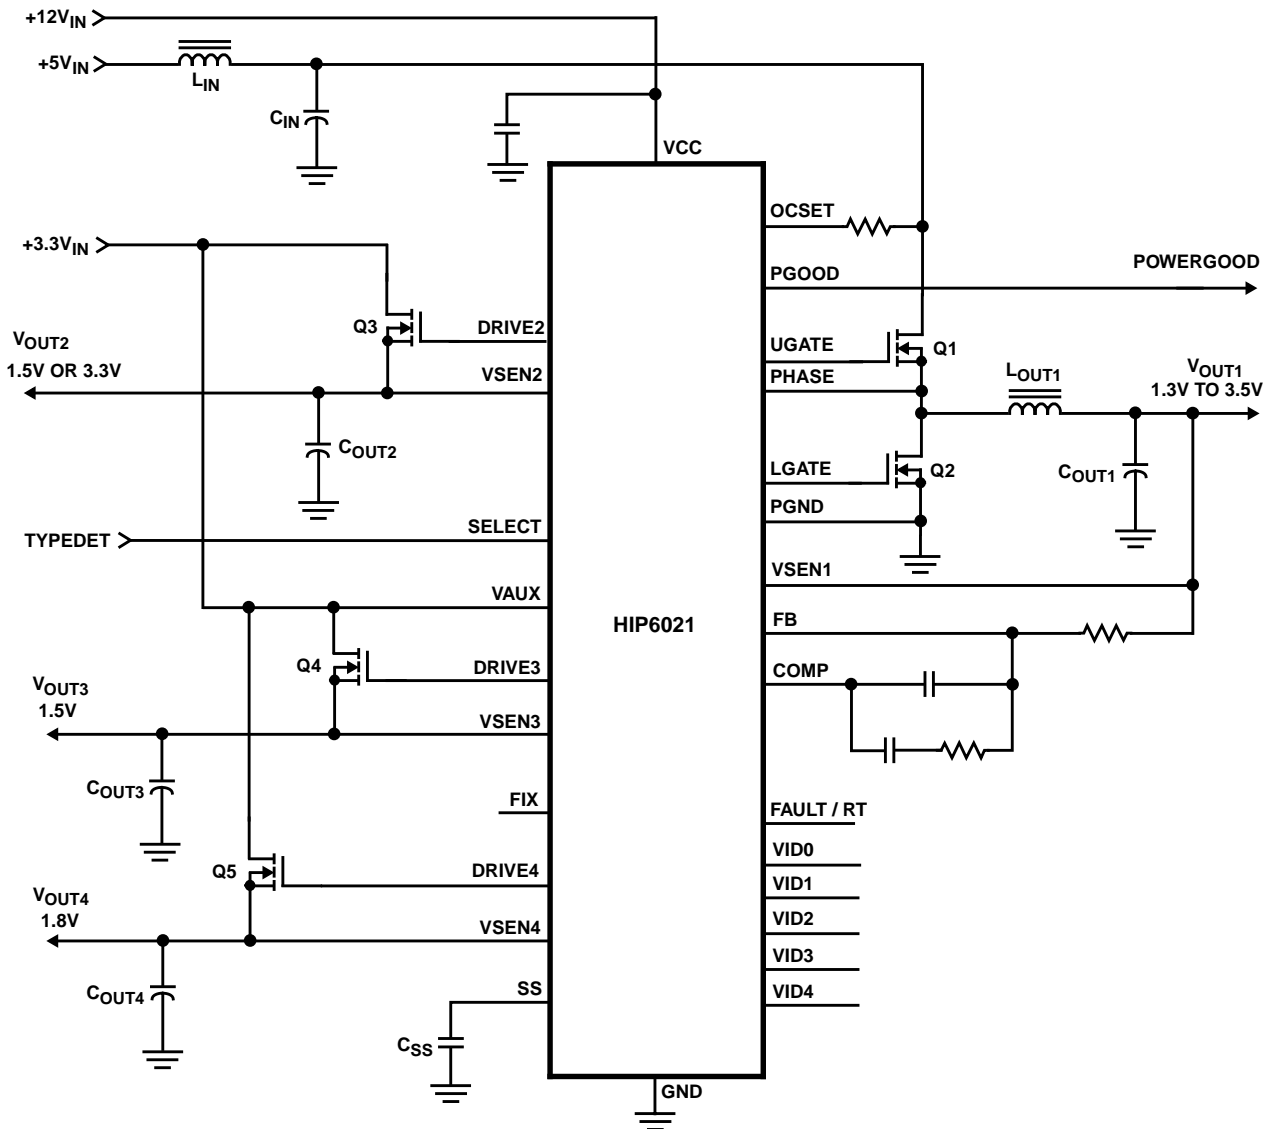 +12VIN
+5VIN
LIN
CIN
VCC
OCSET
+3.3VIN
PGOOD
POWERGOOD
Q3
DRIVE2
VOUT2
1.5V OR 3.3V
VSEN2
UGATE
Q1
PHASE
LOUT1
VOUT1
1.3V TO 3.5V
COUT2
LGATE
Q2
COUT1
PGND
TYPEDET
SELECT
VSEN1
VAUX
HIP6021
FB
Q4
DRIVE3
COMP
VOUT3
1.5V
VSEN3
COUT3
FIX
FAULT / RT
VID0
Q5
DRIVE4
VID1
VOUT4
1.8V
VSEN4
VID2
VID3
COUT4
SS
VID4
CSS
GND